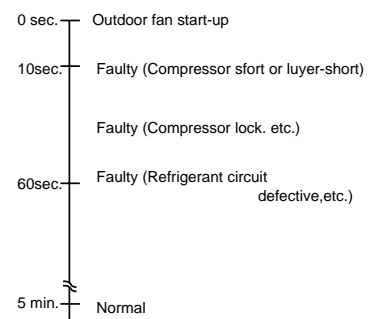 0 sec. Outdoor fan start-up
10sec. Faulty (Compressor sfort or luyer-short)
Faulty (Compressor lock. etc.)
60sec. Faulty (Refrigerant circuit
defective,etc.)
5 min. Normal